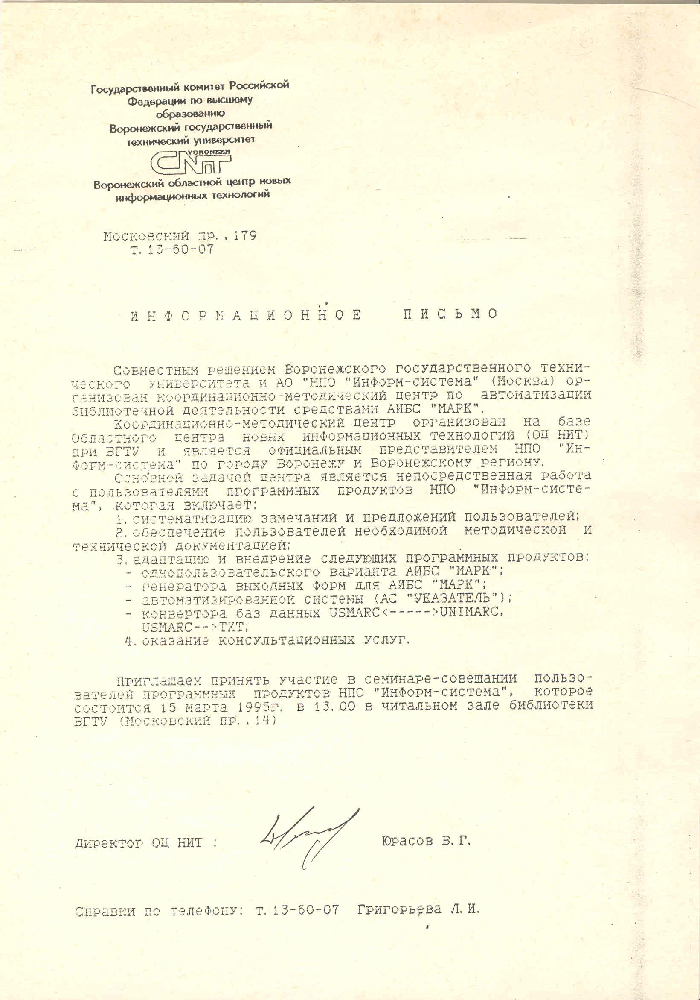 Государственный комитет Российской
Федерации по высшему
образованию
Воронежский государственный
технический университет
VORONEZH
CNIT
Воронежский областной центр новых
информационных технологий
Московский пр.,179
т.13-60-07
ИНФОРМАЦИОННОЕ ПИСЬМО
Совместным решением Воронежского государственного техни-
ческого университета и АО "НПО "Информ-система" (Москва) ор-
ганизован координационно-методический центр по автоматизации
библиотечной деятельности средствами АИБС "МАРК".
Координационно-методический центр организован на базе
Областного центра новых информационных технологий (ОЦ НИТ)
при ВГТУ и является официальным представителем НПО "Ин-
форм-система" по городу Воронежу и Воронежскому региону.
Основной задачей центра является непосредственная работа
с пользователями программных продуктов НПО "Информ-систе-
ма", которая включает:
1.систематизацию замечаний и предложений пользователей;
2.обеспечение пользователей необходимой методической и
технической документацией;
3.адаптацию и внедрение следующих программных продуктов:
- однопользовательского варианта АИБС "МАРК";
- генератора выходных форм для АИБС "МАРК";
- автоматизированной системы (АС "УКАЗАТЕЛЬ");
- конвертора баз данных USMARC<----->UNIMARC,
USMARC-->TXT;
4.оказание консультационных услуг.
Приглашаем принять участие в семинаре-совещании пользо-
вателей программных продуктов НПО "Информ-система", которое
состоится 15 марта 1995г. в 13.00 в читальном зале библиотеки
ВГТУ (Московский пр.,14)
Директор ОЦ НИТ : Юрасов В.Г.
Справки по телефону: т.13-60-07 Григорьева Л.И.